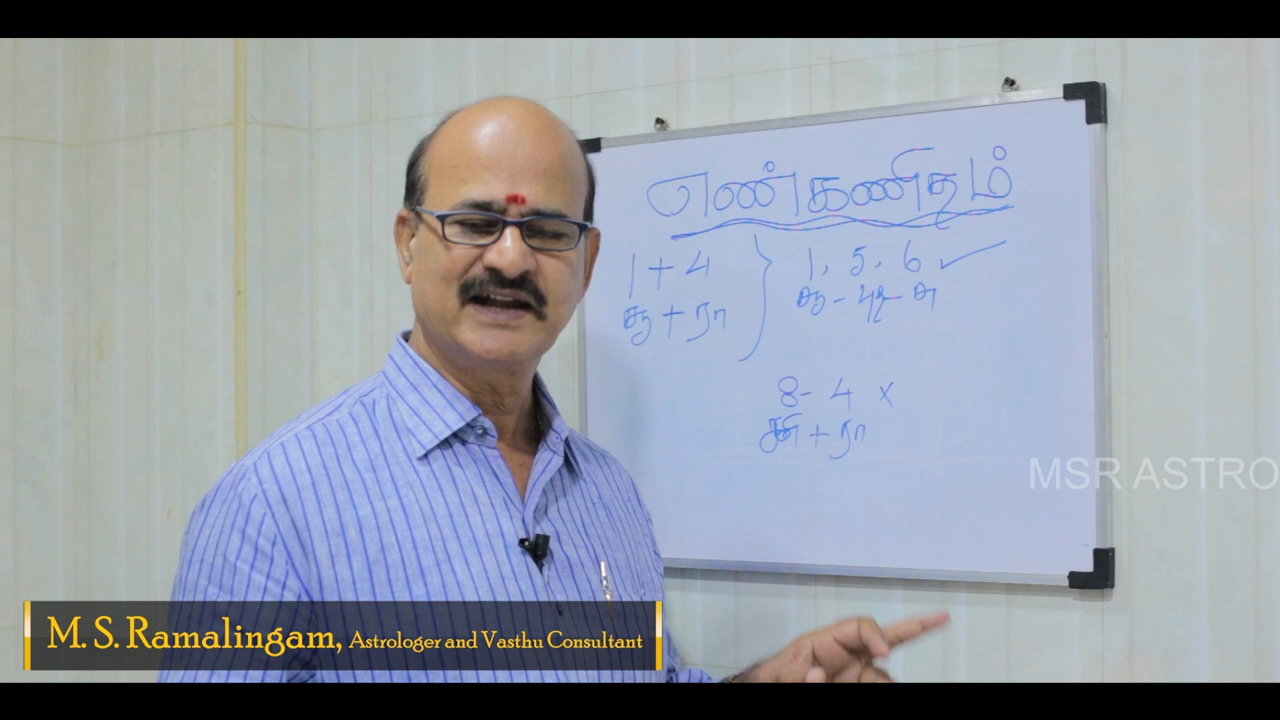 எண்கணிதம்
1 + 4
சூ + ரா
1, 5, 6 ✓
சூ - பு - சு
8 - 4 x
சனி + ரா
MSR ASTRO
M. S. Ramalingam, Astrologer and Vasthu Consultant